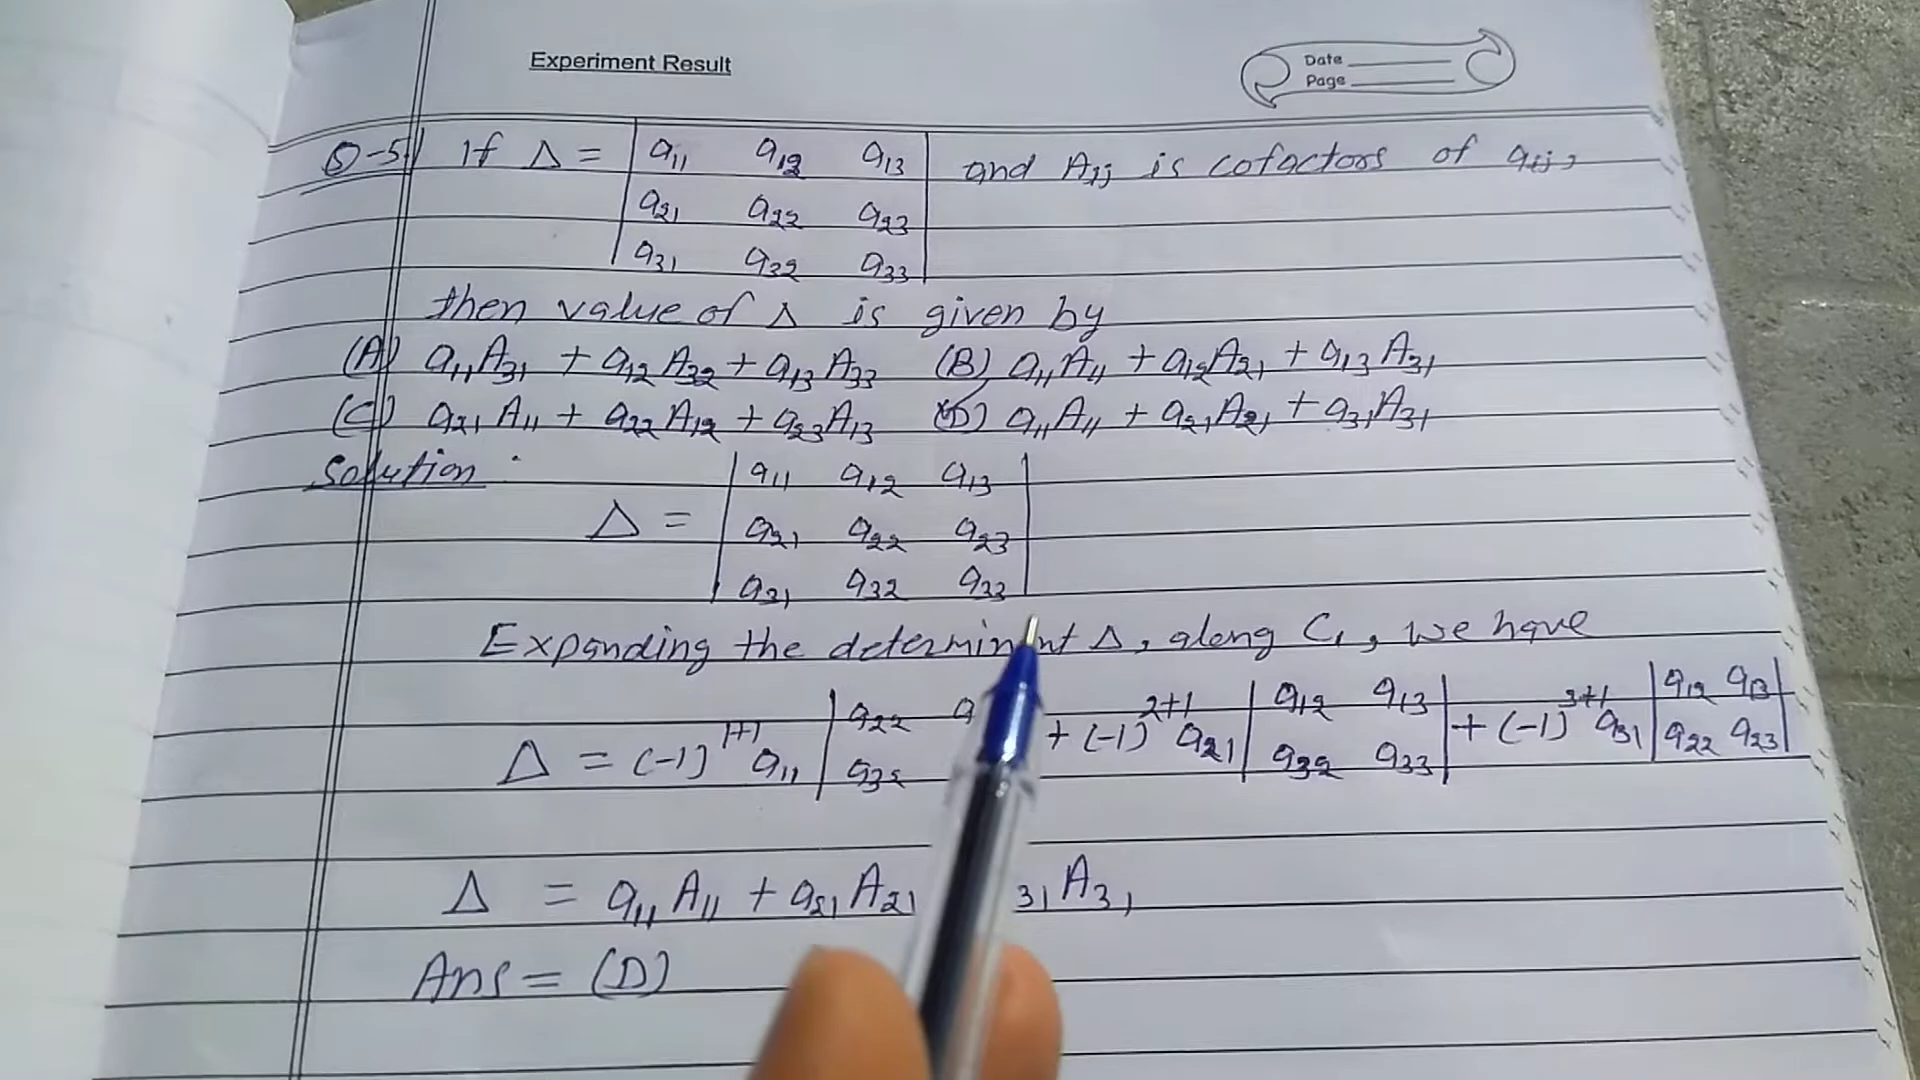 Experiment Result
Date
Page
Q-5 If Δ = | a11 a12 a13 | and Aij is cofactors of aij,
| a21 a22 a23 |
| a31 a32 a33 |
then value of Δ is given by
(A) a11A31 + a12A32 + a13A33 (B) a11A11 + a12A21 + a13A31
(C) a21A11 + a22A12 + a23A13 (D) a11A11 + a21A21 + a31A31
Solution :
Δ = | a11 a12 a13 |
| a21 a22 a23 |
| a31 a32 a33 |
Expanding the Δ, along C1, we have
Δ = (-1)^1+1 a11 | a22 + (-1)^2+1 a21 | a12 a13 | + (-1)^3+1 a31 | a12 a13 |
| a32 | a32 a33 | | a22 a23 |
Δ = a11A11 + a21A21 31A31
Ans = (D)